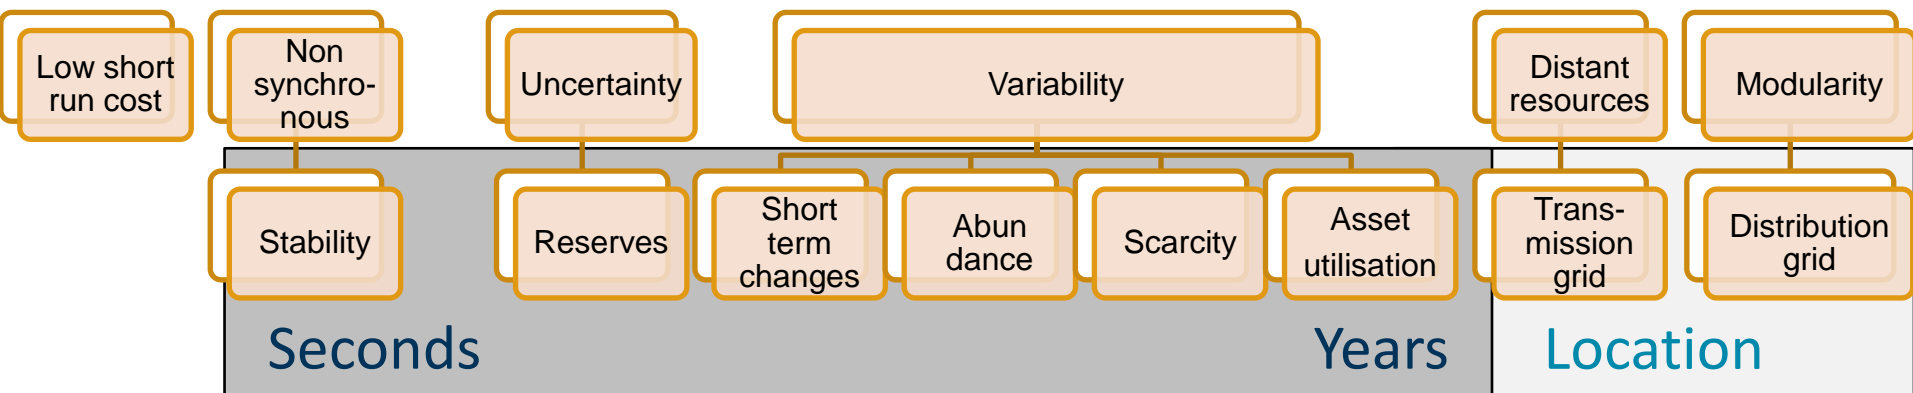 Low short
run cost
Non
synchro-
nous
Uncertainty
Variability
Distant
resources
Modularity
Stability
Reserves
Short
term
changes
Abun
dance
Scarcity
Asset
utilisation
Trans-
mission
grid
Distribution
grid
Seconds
Years
Location